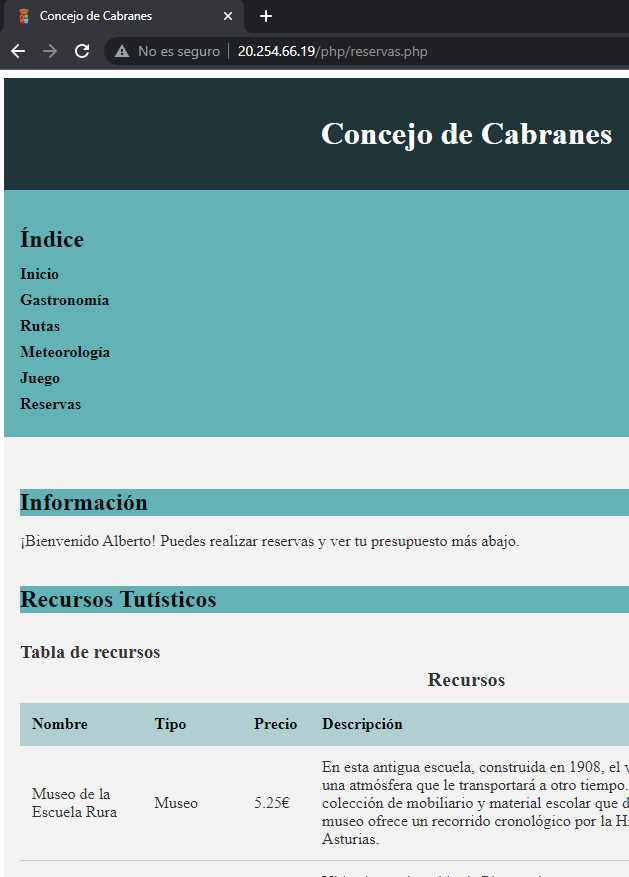 Concejo de Cabranes
No es seguro | 20.254.66.19/php/reservas.php
Concejo de Cabranes
Índice
Inicio
Gastronomía
Rutas
Meteorología
Juego
Reservas
Información
¡Bienvenido Alberto! Puedes realizar reservas y ver tu presupuesto más abajo.
Recursos Tutísticos
Tabla de recursos
Recursos
Nombre Tipo Precio Descripción
Museo de la Escuela Rura Museo 5.25€
En esta antigua escuela, construida en 1908, el v
una atmósfera que le transportará a otro tiempo.
colección de mobiliario y material escolar que d
museo ofrece un recorrido cronológico por la Hi
Asturias.